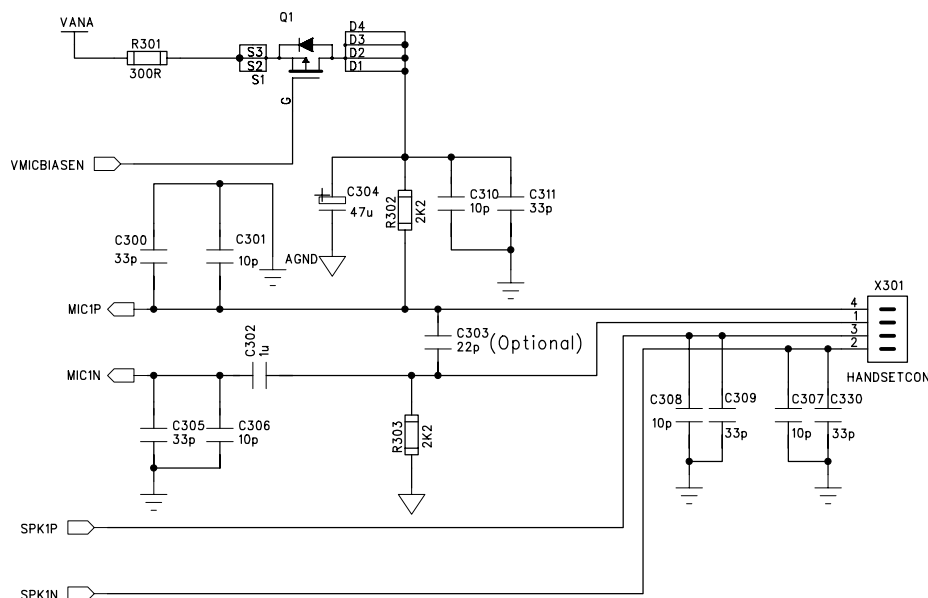 VANA
R301
300R
Q1
S3
S2
S1
G
D4
D3
D2
D1
VMICBIASEN
C304
47u
AGND
R302
2K2
C310
10p
C311
33p
C300
33p
C301
10p
MIC1P
C302
1u
C303
22p
(Optional)
MIC1N
C305
33p
C306
10p
R303
2K2
X301
4
1
3
2
HANDSETCON
C308
10p
C309
33p
C307
10p
C330
33p
SPK1P
SPK1N